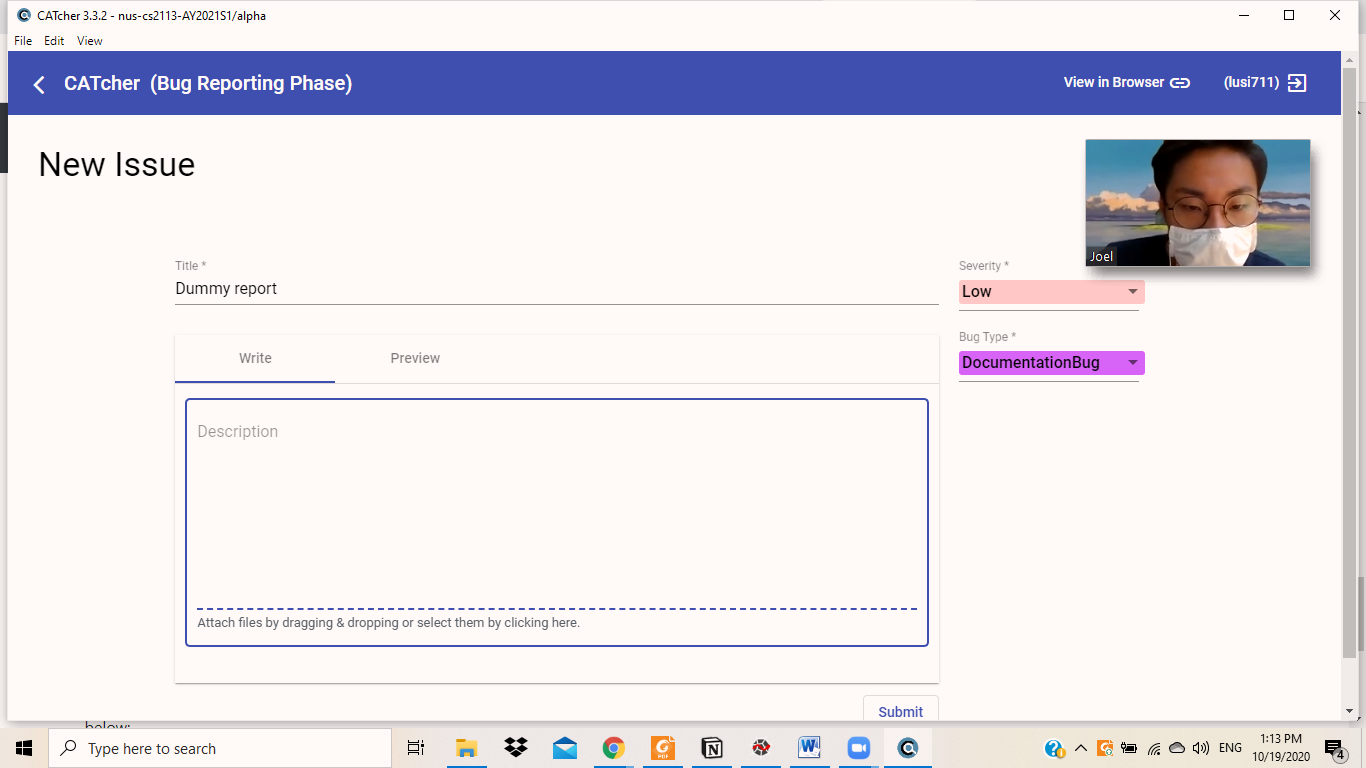 CATcher 3.3.2 - nus-cs2113-AY2021S1/alpha
File Edit View
CATcher (Bug Reporting Phase)
View in Browser
(lusi711)
New Issue
Joel
Title *
Dummy report
Severity *
Low
Bug Type *
DocumentationBug
Write
Preview
Description
Attach files by dragging & dropping or select them by clicking here.
Submit
below:
Type here to search
PDF
ENG
1:13 PM
10/19/2020
4